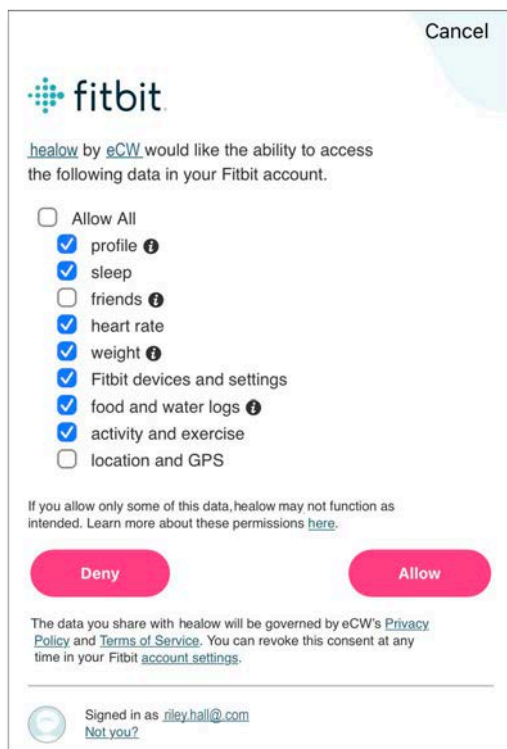 Cancel
fitbit
healow by eCW would like the ability to access
the following data in your Fitbit account.
Allow All
profile
sleep
friends
heart rate
weight
Fitbit devices and settings
food and water logs
activity and exercise
location and GPS
If you allow only some of this data, healow may not function as
intended. Learn more about these permissions here.
Deny Allow
The data you share with healow will be governed by eCW's Privacy
Policy and Terms of Service. You can revoke this consent at any
time in your Fitbit account settings.
Signed in as riley.hall@.com
Not you?